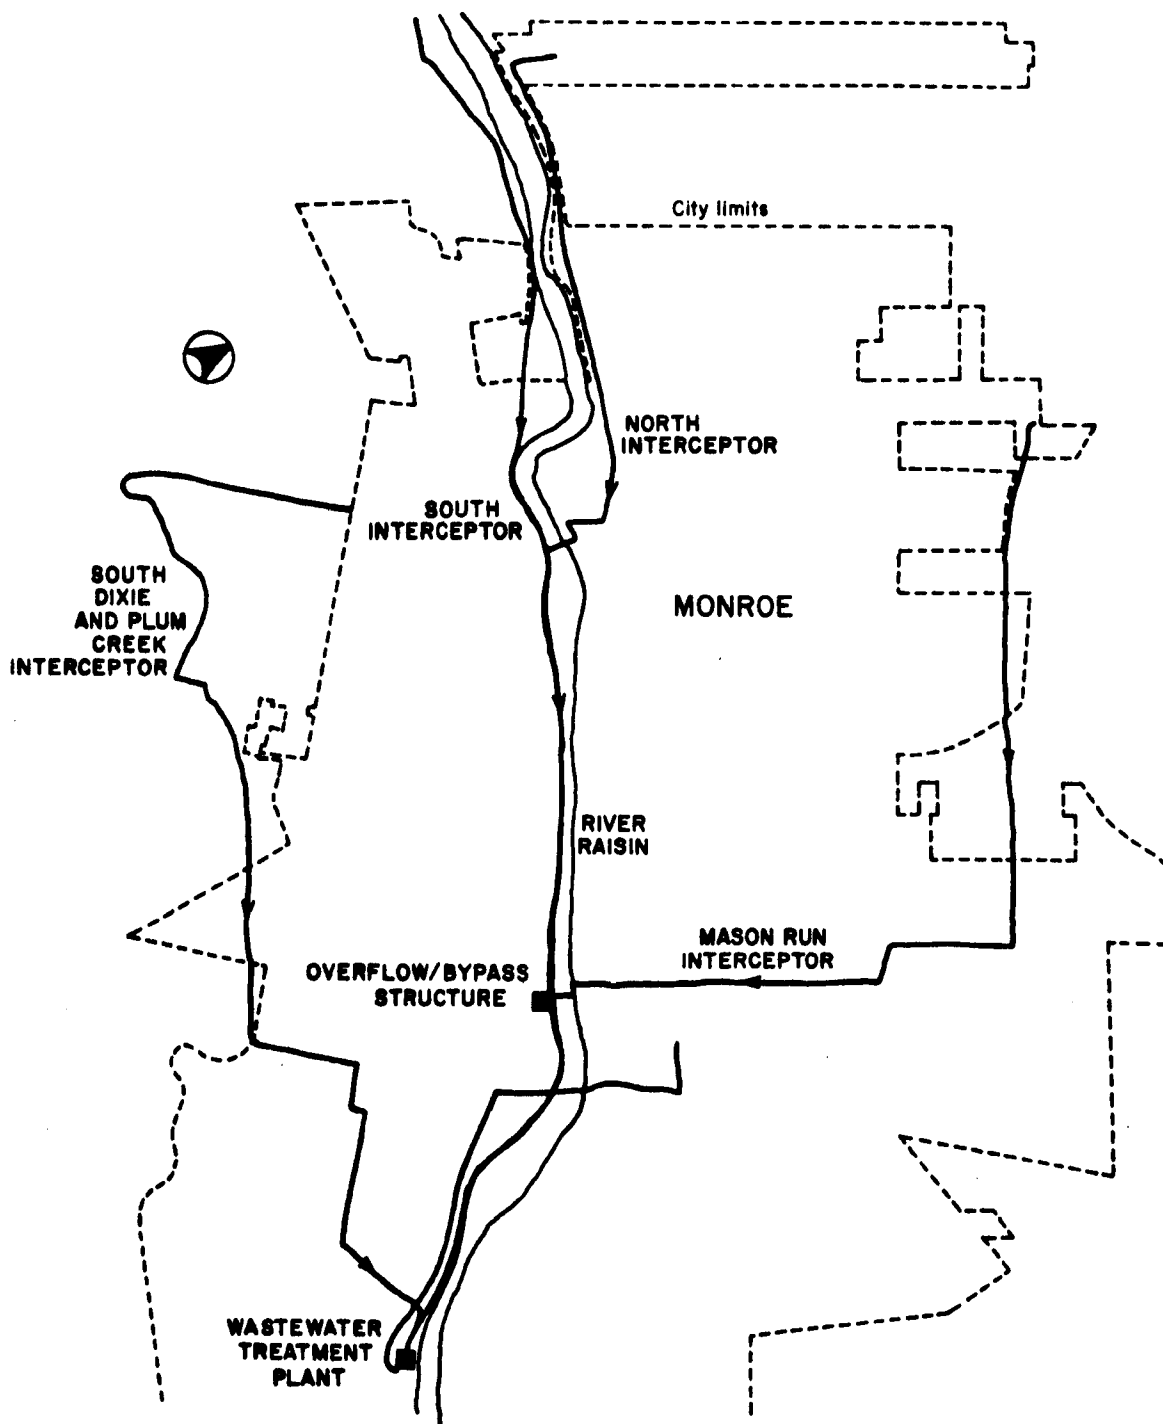 City limits
NORTH
INTERCEPTOR
SOUTH
INTERCEPTOR
SOUTH
DIXIE
AND PLUM
CREEK
INTERCEPTOR
MONROE
RIVER
RAISIN
MASON RUN
INTERCEPTOR
OVERFLOW/BYPASS
STRUCTURE
WASTEWATER
TREATMENT
PLANT